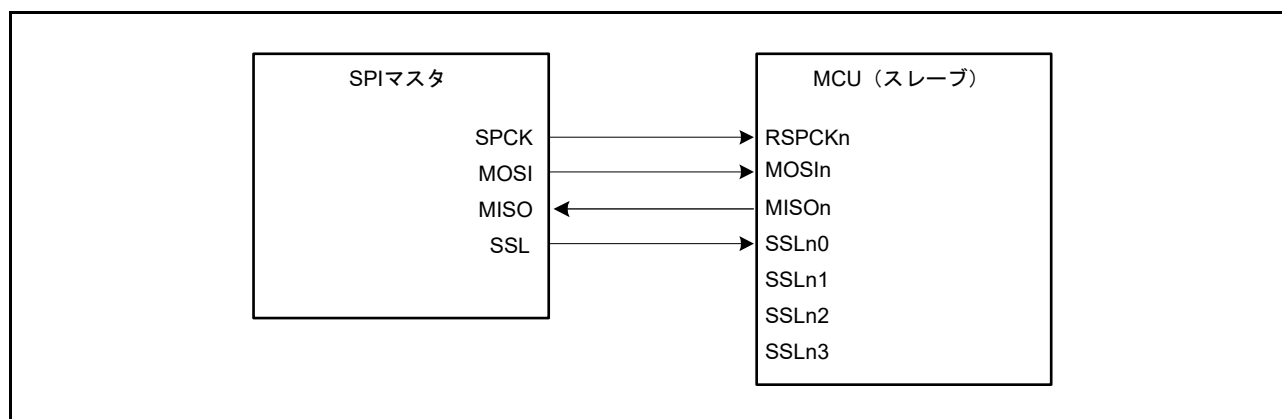 SPIマスタ
SPCK
MOSI
MISO
SSL
MCU（スレーブ）
RSPCKn
MOSIn
MISOn
SSLn0
SSLn1
SSLn2
SSLn3